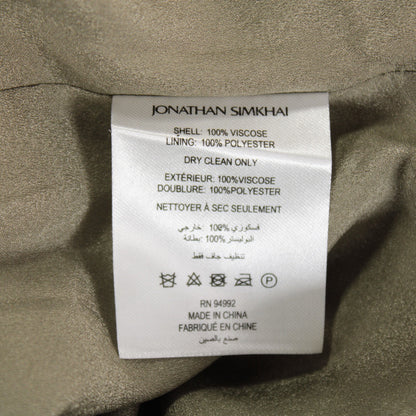 JONATHAN SIMKHAI
SHELL: 100% VISCOSE
LINING: 100% POLYESTER
DRY CLEAN ONLY
EXTÉRIEUR: 100%VISCOSE
DOUBLURE: 100%POLYESTER
NETTOYER À SEC SEULEMENT
فسكوزي %100 :خارجي
البوليستر %100 :بطانة
تنظيف جاف فقط
P
RN 94992
MADE IN CHINA
FABRIQUÉ EN CHINE
صنع بالصين